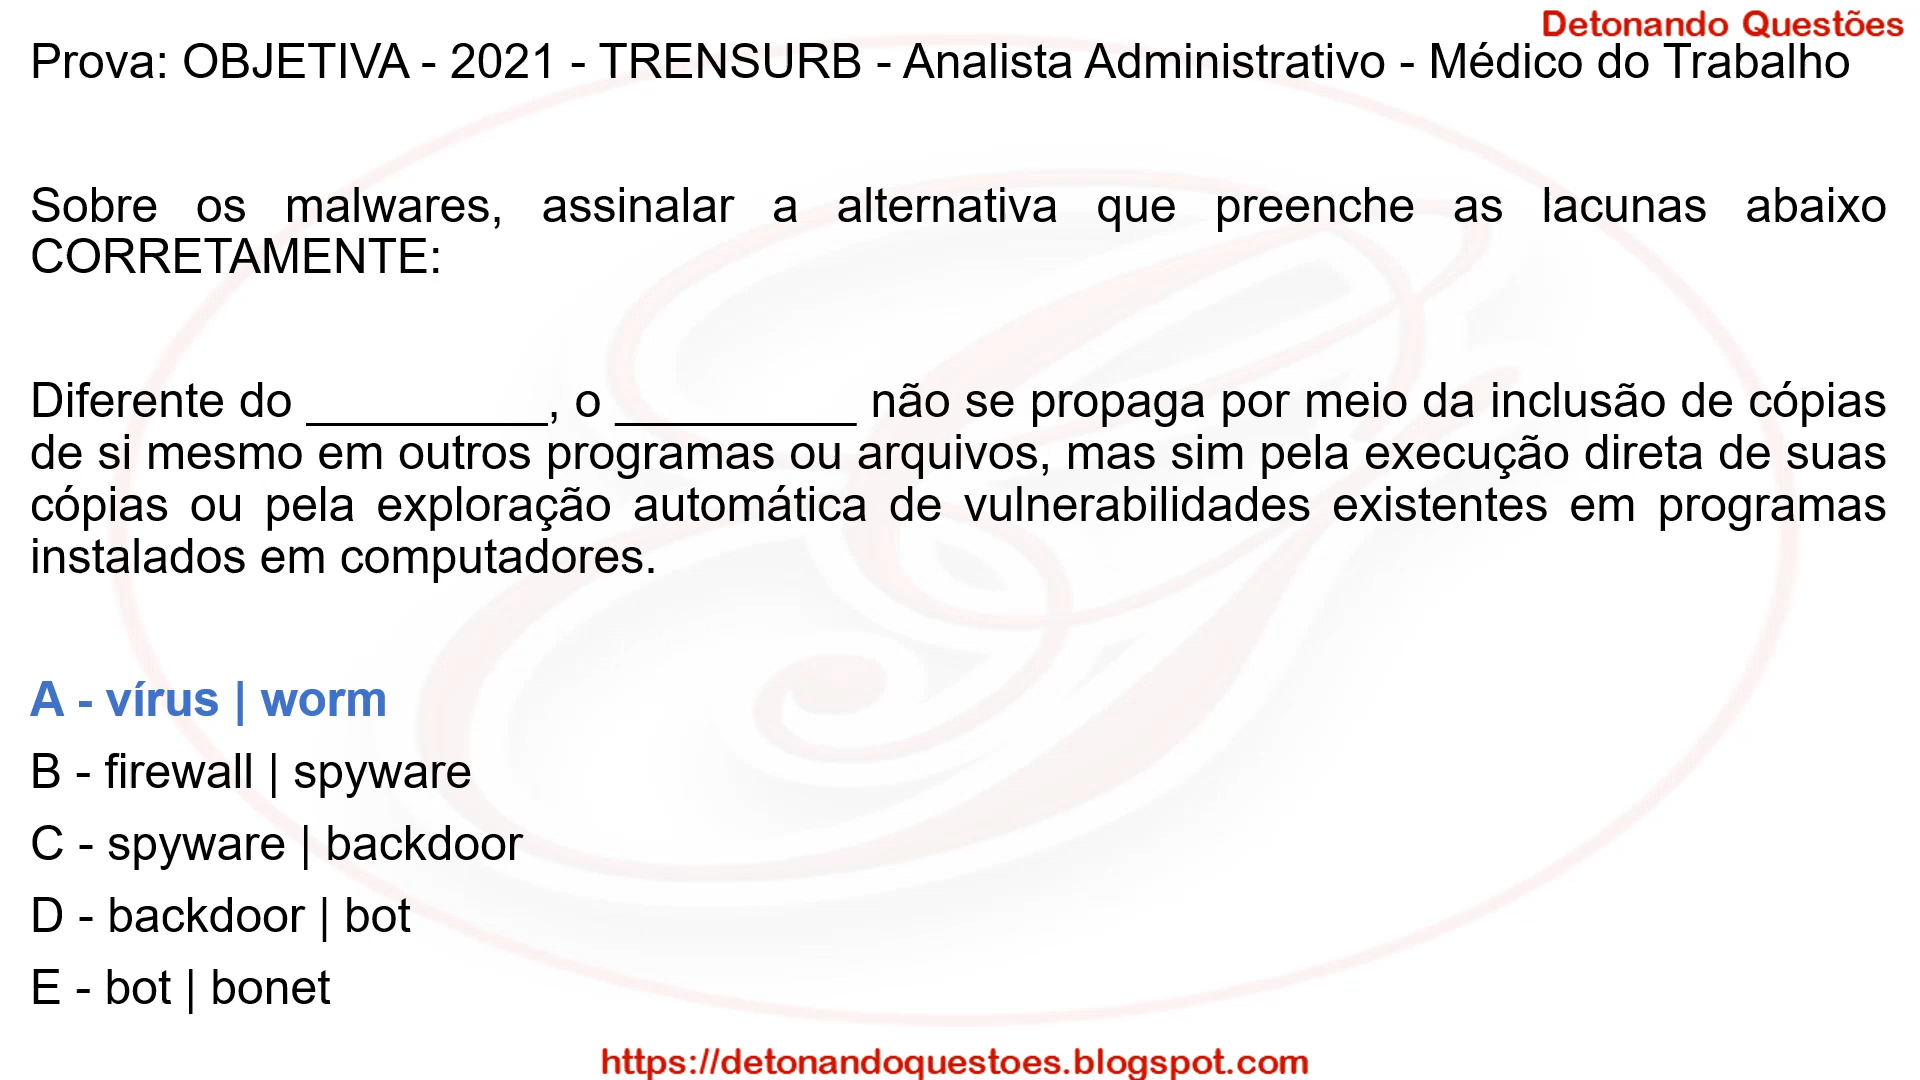 Detonando Questões
Prova: OBJETIVA - 2021 - TRENSURB - Analista Administrativo - Médico do Trabalho
Sobre os malwares, assinalar a alternativa que preenche as lacunas abaixo
CORRETAMENTE:
Diferente do _________, o _________ não se propaga por meio da inclusão de cópias
de si mesmo em outros programas ou arquivos, mas sim pela execução direta de suas
cópias ou pela exploração automática de vulnerabilidades existentes em programas
instalados em computadores.
A - vírus | worm
B - firewall | spyware
C - spyware | backdoor
D - backdoor | bot
E - bot | bonet
https://detonandoquestoes.blogspot.com